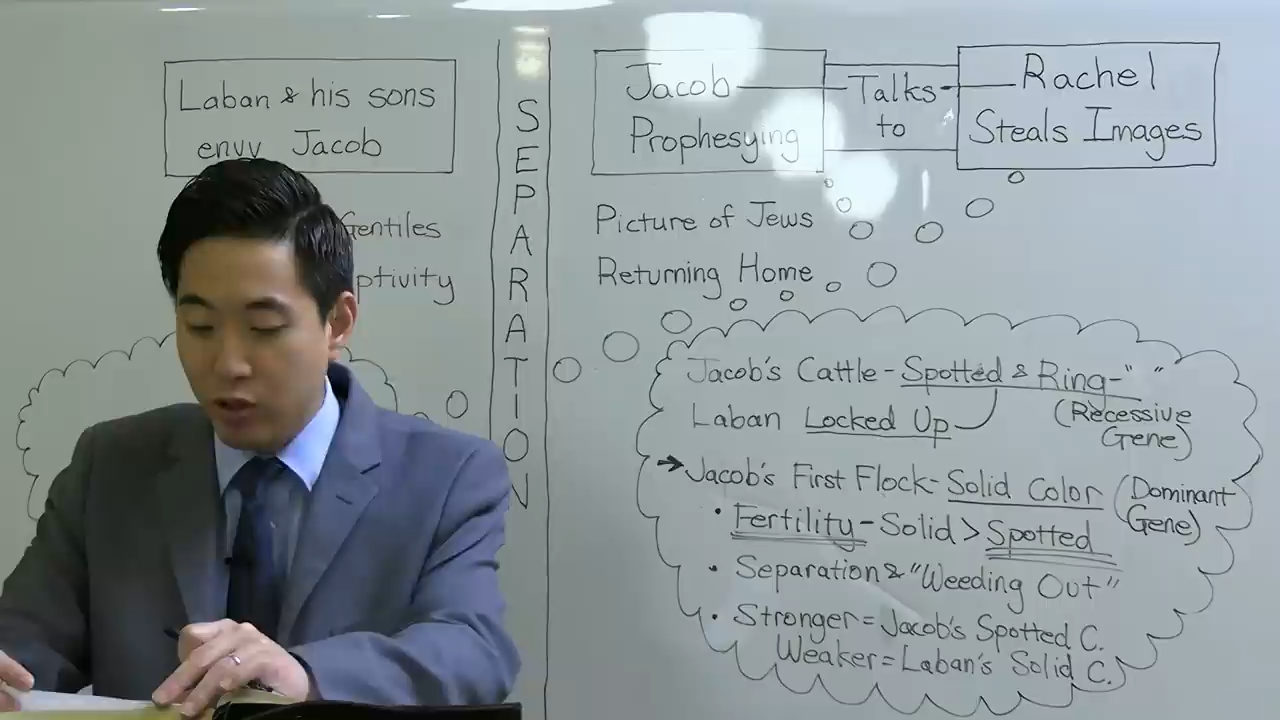 Laban & his sons
envy Jacob
Gentiles
SEPARATION
Jacob
Prophesying
Talks
to
Rachel
Steals Images
Picture of Jews
Returning Home
Jacob's Cattle - Spotted & Ring-" "
(Recessive
Gene)
Laban Locked Up
→ Jacob's First Flock - Solid Color (Dominant
Gene)
• Fertility - Solid > Spotted
• Separation & "Weeding Out"
• Stronger = Jacob's Spotted C.
Weaker = Laban's Solid C.